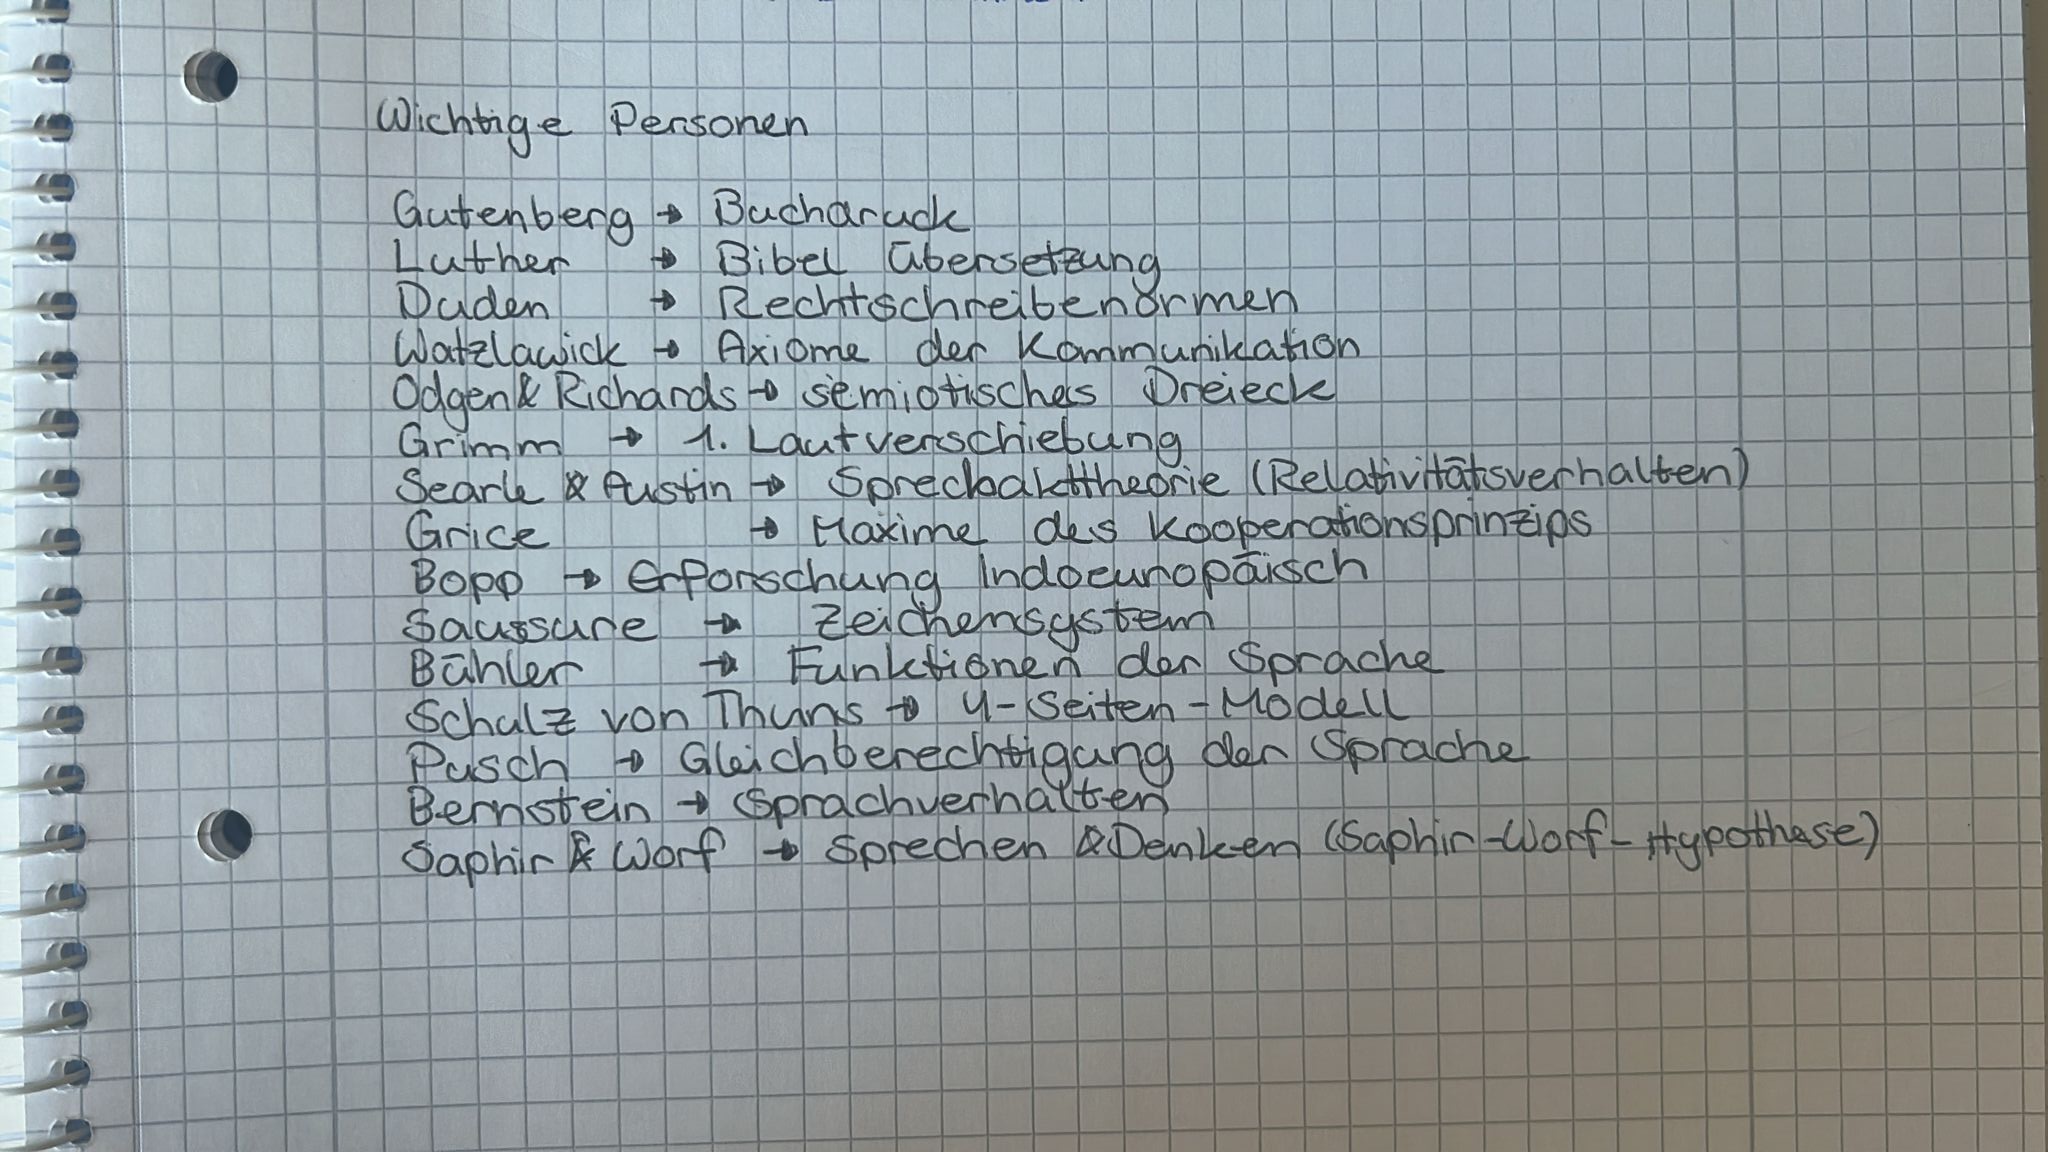 Wichtige Personen
Gutenberg → Buchdruck
Luther → Bibel übersetzung
Duden → Rechtschreibenormen
Watzlawick → Axiome der Kommunikation
Odgen & Richards → semiotisches Dreieck
Grimm → 1. Lautverschiebung
Searle & Austin → Sprechakttheorie (Relativitätsverhalten)
Grice → Maxime des Kooperationsprinzips
Bopp → Erforschung Indoeuropäisch
Saussure → Zeichensystem
Bühler → Funktionen der Sprache
Schulz von Thuns → 4-Seiten-Modell
Pusch → Gleichberechtigung der Sprache
Bernstein → Sprachverhalten
Saphir & Worf → Sprechen & Denken (Saphir-Worf-Hypothese)